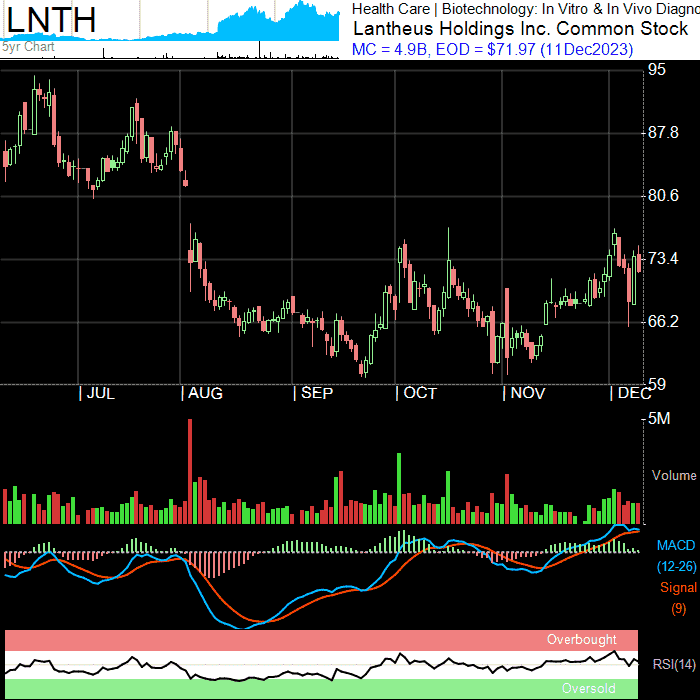 LNTH
5yr Chart
Health Care | Biotechnology: In Vitro & In Vivo Diagno
Lantheus Holdings Inc. Common Stock
MC = 4.9B, EOD = $71.97 (11Dec2023)
95
87.8
80.6
73.4
66.2
59
| JUL | AUG | SEP | OCT | NOV | DEC
5M
Volume
MACD
(12-26)
Signal
(9)
Overbought
RSI(14)
Oversold